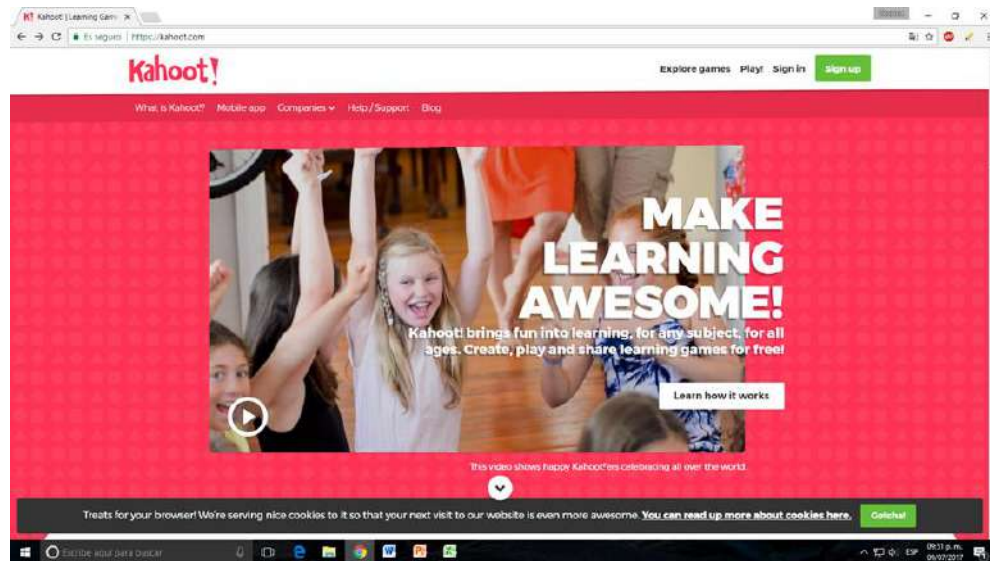 Kahoot! | Learning Gam
Es seguro | https://kahoot.com
Kahoot!
Explore games Play! Sign in Sign up
What is Kahoot!? Mobile app Companies Help / Support Blog
MAKE
LEARNING
AWESOME!
Kahoot! brings fun into learning, for any subject, for all
ages. Create, play and share learning games for free!
Learn how it works
This video shows happy Kahoot!'ers celebrating all over the world
Treats for your browser! We're serving nice cookies to it so that your next visit to our website is even more awesome. You can read up more about cookies here. Gotcha!
Escribe aquí para buscar
ESP
p.m.
09/07/2017